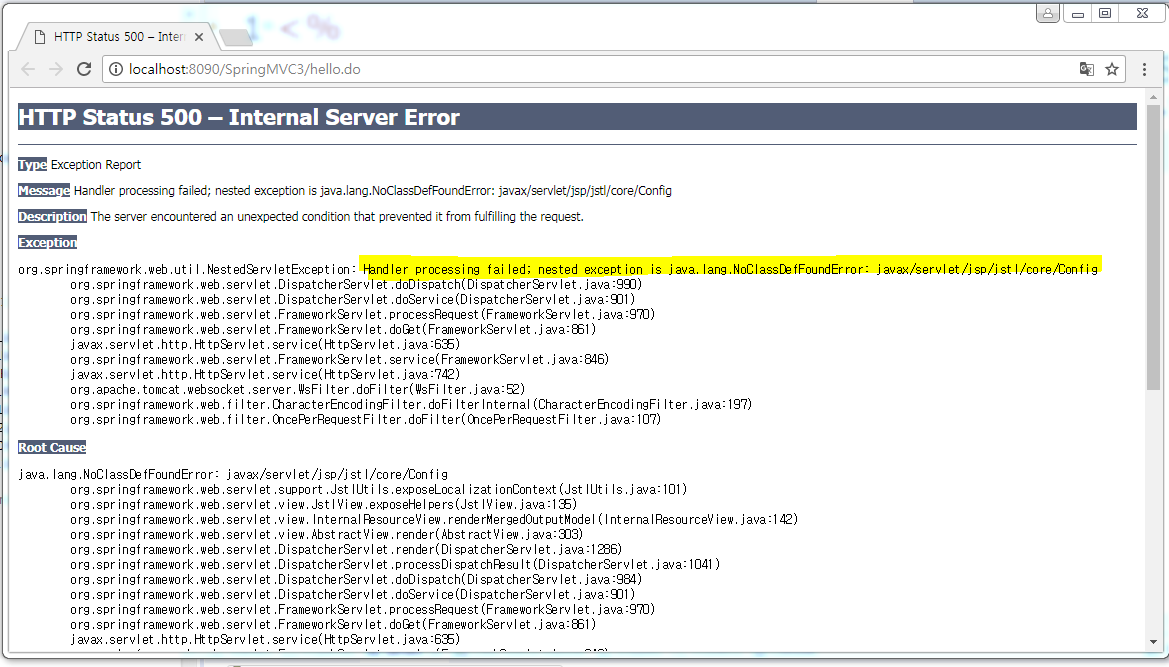 HTTP Status 500 – Inter
localhost:8090/SpringMVC3/hello.do
HTTP Status 500 – Internal Server Error
Type Exception Report
Message Handler processing failed; nested exception is java.lang.NoClassDefFoundError: javax/servlet/jsp/jstl/core/Config
Description The server encountered an unexpected condition that prevented it from fulfilling the request.
Exception
org.springframework.web.util.NestedServletException: Handler processing failed; nested exception is java.lang.NoClassDefFoundError: javax/servlet/jsp/jstl/core/Config
org.springframework.web.servlet.DispatcherServlet.doDispatch(DispatcherServlet.java:990)
org.springframework.web.servlet.DispatcherServlet.doService(DispatcherServlet.java:901)
org.springframework.web.servlet.FrameworkServlet.processRequest(FrameworkServlet.java:970)
org.springframework.web.servlet.FrameworkServlet.doGet(FrameworkServlet.java:861)
javax.servlet.http.HttpServlet.service(HttpServlet.java:635)
org.springframework.web.servlet.FrameworkServlet.service(FrameworkServlet.java:846)
javax.servlet.http.HttpServlet.service(HttpServlet.java:742)
org.apache.tomcat.websocket.server.WsFilter.doFilter(WsFilter.java:52)
org.springframework.web.filter.CharacterEncodingFilter.doFilterInternal(CharacterEncodingFilter.java:197)
org.springframework.web.filter.OncePerRequestFilter.doFilter(OncePerRequestFilter.java:107)
Root Cause
java.lang.NoClassDefFoundError: javax/servlet/jsp/jstl/core/Config
org.springframework.web.servlet.support.JstlUtils.exposeLocalizationContext(JstlUtils.java:101)
org.springframework.web.servlet.view.JstlView.exposeHelpers(JstlView.java:135)
org.springframework.web.servlet.view.InternalResourceView.renderMergedOutputModel(InternalResourceView.java:142)
org.springframework.web.servlet.view.AbstractView.render(AbstractView.java:303)
org.springframework.web.servlet.DispatcherServlet.render(DispatcherServlet.java:1286)
org.springframework.web.servlet.DispatcherServlet.processDispatchResult(DispatcherServlet.java:1041)
org.springframework.web.servlet.DispatcherServlet.doDispatch(DispatcherServlet.java:984)
org.springframework.web.servlet.DispatcherServlet.doService(DispatcherServlet.java:901)
org.springframework.web.servlet.FrameworkServlet.processRequest(FrameworkServlet.java:970)
org.springframework.web.servlet.FrameworkServlet.doGet(FrameworkServlet.java:861)
javax.servlet.http.HttpServlet.service(HttpServlet.java:635)